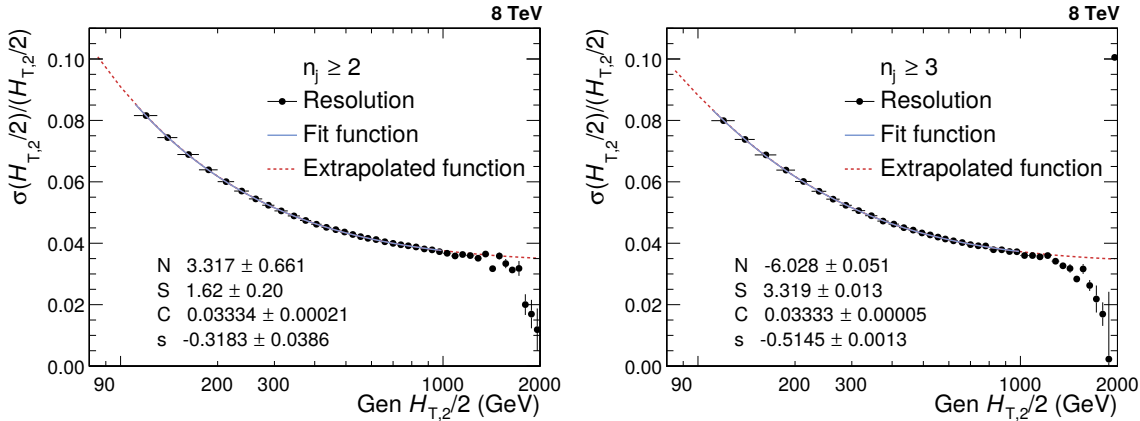 8 TeV
σ(H_T,2/2)/(H_T,2/2)
0.10
0.08
0.06
0.04
0.02
0.00
n_j ≥ 2
Resolution
Fit function
Extrapolated function
N 3.317 ± 0.661
S 1.62 ± 0.20
C 0.03334 ± 0.00021
s -0.3183 ± 0.0386
90 200 300 1000 2000
Gen H_T,2/2 (GeV)
8 TeV
σ(H_T,2/2)/(H_T,2/2)
0.10
0.08
0.06
0.04
0.02
0.00
n_j ≥ 3
Resolution
Fit function
Extrapolated function
N -6.028 ± 0.051
S 3.319 ± 0.013
C 0.03333 ± 0.00005
s -0.5145 ± 0.0013
90 200 300 1000 2000
Gen H_T,2/2 (GeV)